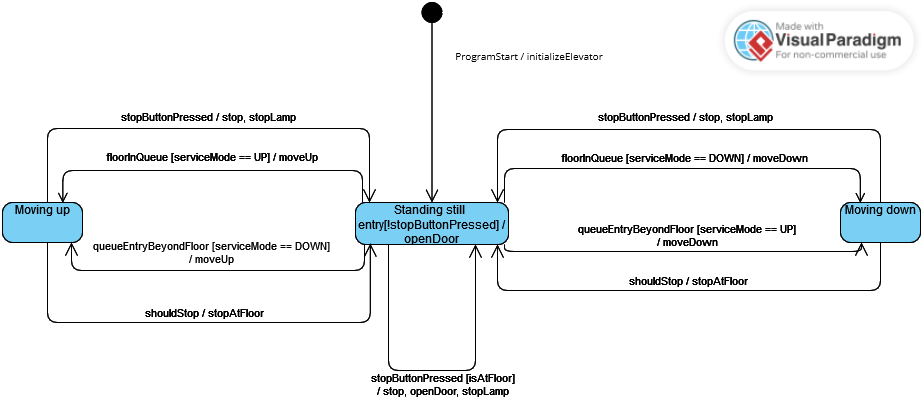 Made with
VisualParadigm
For non-commercial use
ProgramStart / initializeElevator
stopButtonPressed / stop, stopLamp
stopButtonPressed / stop, stopLamp
floorInQueue [serviceMode == UP] / moveUp
floorInQueue [serviceMode == DOWN] / moveDown
Moving up
Standing still
entry[!stopButtonPressed] /
openDoor
Moving down
queueEntryBeyondFloor [serviceMode == DOWN]
/ moveUp
queueEntryBeyondFloor [serviceMode == UP]
/ moveDown
shouldStop / stopAtFloor
shouldStop / stopAtFloor
stopButtonPressed [isAtFloor]
/ stop, openDoor, stopLamp